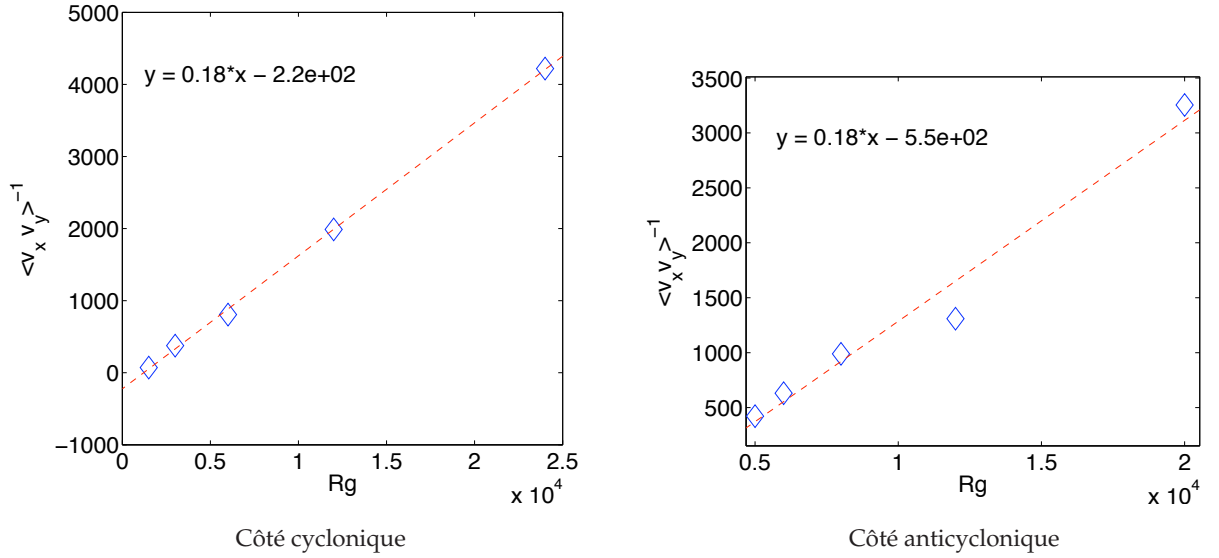 5000
4000
3000
2000
1000
0
−1000
<v_x v_y>^−1
y = 0.18*x − 2.2e+02
0 0.5 1 1.5 2 2.5
Rg
x 10^4
Côté cyclonique
3500
3000
2500
2000
1500
1000
500
<v_x v_y>^−1
y = 0.18*x − 5.5e+02
0.5 1 1.5 2
Rg
x 10^4
Côté anticyclonique